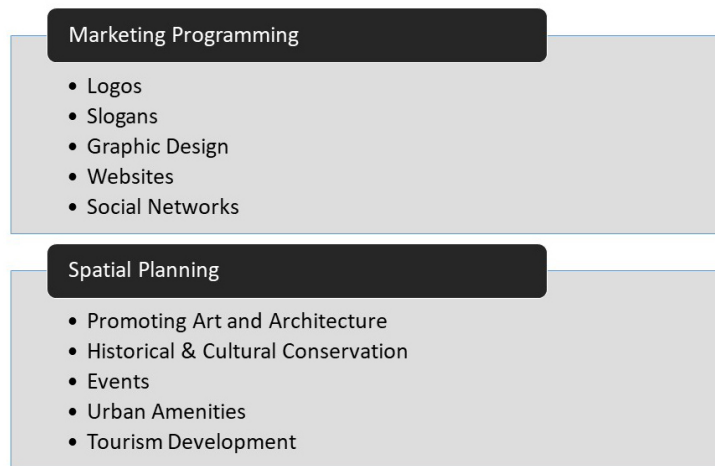 Marketing Programming
• Logos
• Slogans
• Graphic Design
• Websites
• Social Networks
Spatial Planning
• Promoting Art and Architecture
• Historical & Cultural Conservation
• Events
• Urban Amenities
• Tourism Development